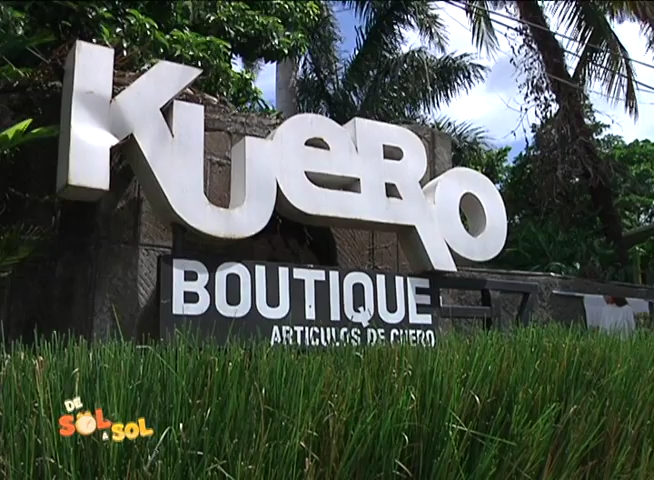 KUERO
BOUTIQUE
ARTICULOS DE CUERO
DE
SOL
A SOL